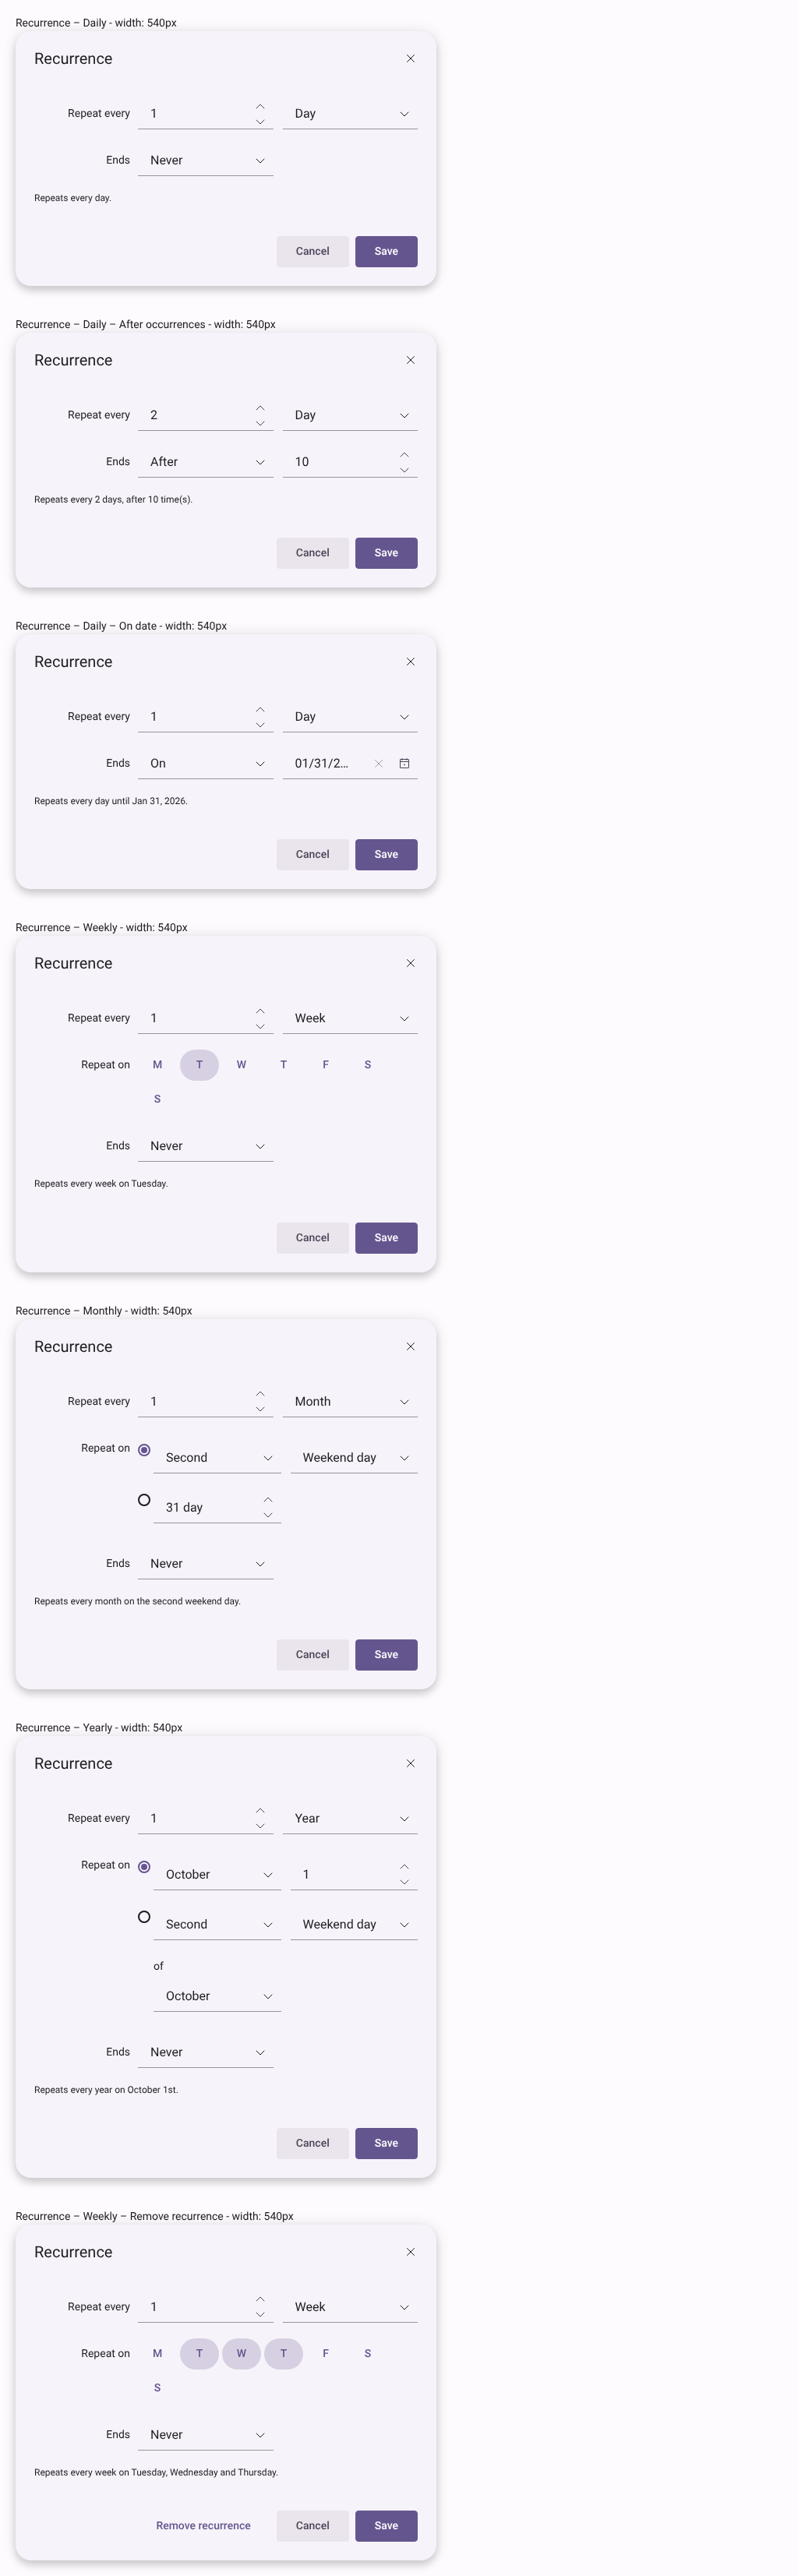 Recurrence – Daily - width: 540px
Recurrence
Repeat every 1 Day
Ends Never
Repeats every day.
Cancel Save
Recurrence – Daily – After occurrences - width: 540px
Recurrence
Repeat every 2 Day
Ends After 10
Repeats every 2 days, after 10 time(s).
Cancel Save
Recurrence – Daily – On date - width: 540px
Recurrence
Repeat every 1 Day
Ends On 01/31/2...
Repeats every day until Jan 31, 2026.
Cancel Save
Recurrence – Weekly - width: 540px
Recurrence
Repeat every 1 Week
Repeat on M T W T F S
S
Ends Never
Repeats every week on Tuesday.
Cancel Save
Recurrence – Monthly - width: 540px
Recurrence
Repeat every 1 Month
Repeat on Second Weekend day
31 day
Ends Never
Repeats every month on the second weekend day.
Cancel Save
Recurrence – Yearly - width: 540px
Recurrence
Repeat every 1 Year
Repeat on October 1
Second Weekend day
of
October
Ends Never
Repeats every year on October 1st.
Cancel Save
Recurrence – Weekly – Remove recurrence - width: 540px
Recurrence
Repeat every 1 Week
Repeat on M T W T F S
S
Ends Never
Repeats every week on Tuesday, Wednesday and Thursday.
Remove recurrence Cancel Save